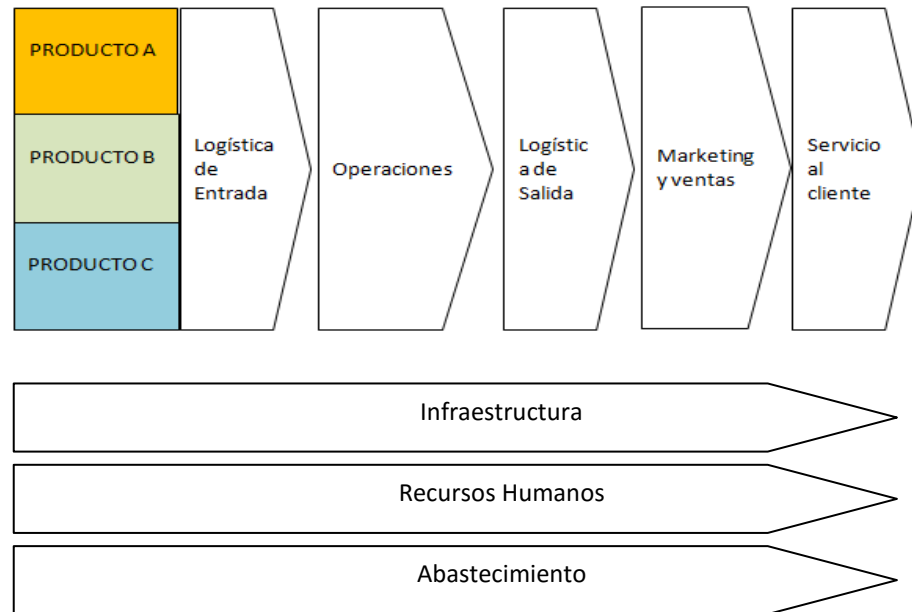 PRODUCTO A
PRODUCTO B
PRODUCTO C
Logística
de
Entrada
Operaciones
Logístic
a de
Salida
Marketing
y ventas
Servicio
al
cliente
Infraestructura
Recursos Humanos
Abastecimiento